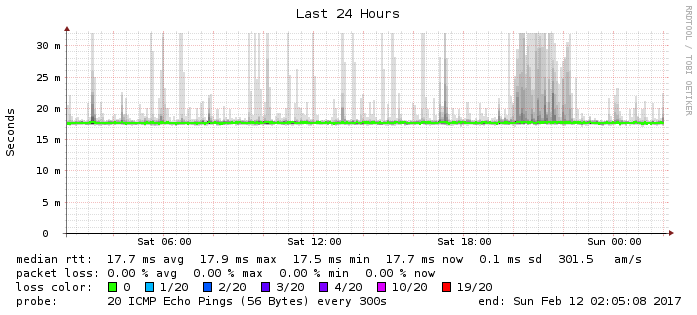 Last 24 Hours
RRDTOOL / TOBI OETIKER
Seconds
30 m
25 m
20 m
15 m
10 m
5 m
0
Sat 06:00 Sat 12:00 Sat 18:00 Sun 00:00
median rtt: 17.7 ms avg 17.9 ms max 17.5 ms min 17.7 ms now 0.1 ms sd 301.5 am/s
packet loss: 0.00 % avg 0.00 % max 0.00 % min 0.00 % now
loss color: 0 1/20 2/20 3/20 4/20 10/20 19/20
probe: 20 ICMP Echo Pings (56 Bytes) every 300s end: Sun Feb 12 02:05:08 2017